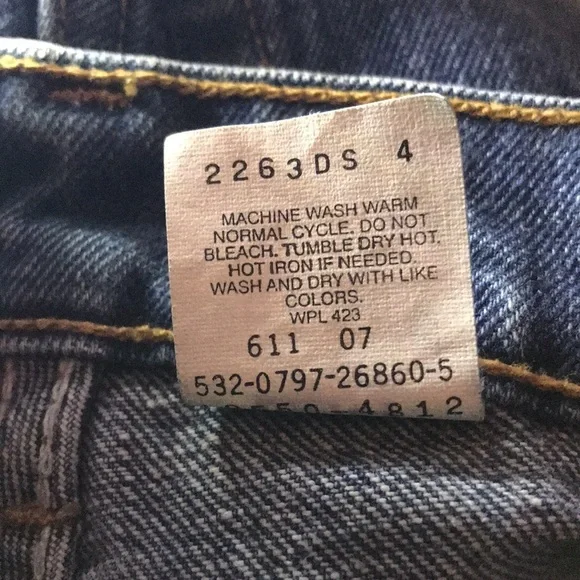 2263DS 4
MACHINE WASH WARM
NORMAL CYCLE. DO NOT
BLEACH. TUMBLE DRY HOT.
HOT IRON IF NEEDED
WASH AND DRY WITH LIKE
COLORS.
WPL 423
611 07
532-0797-26860-5
4812